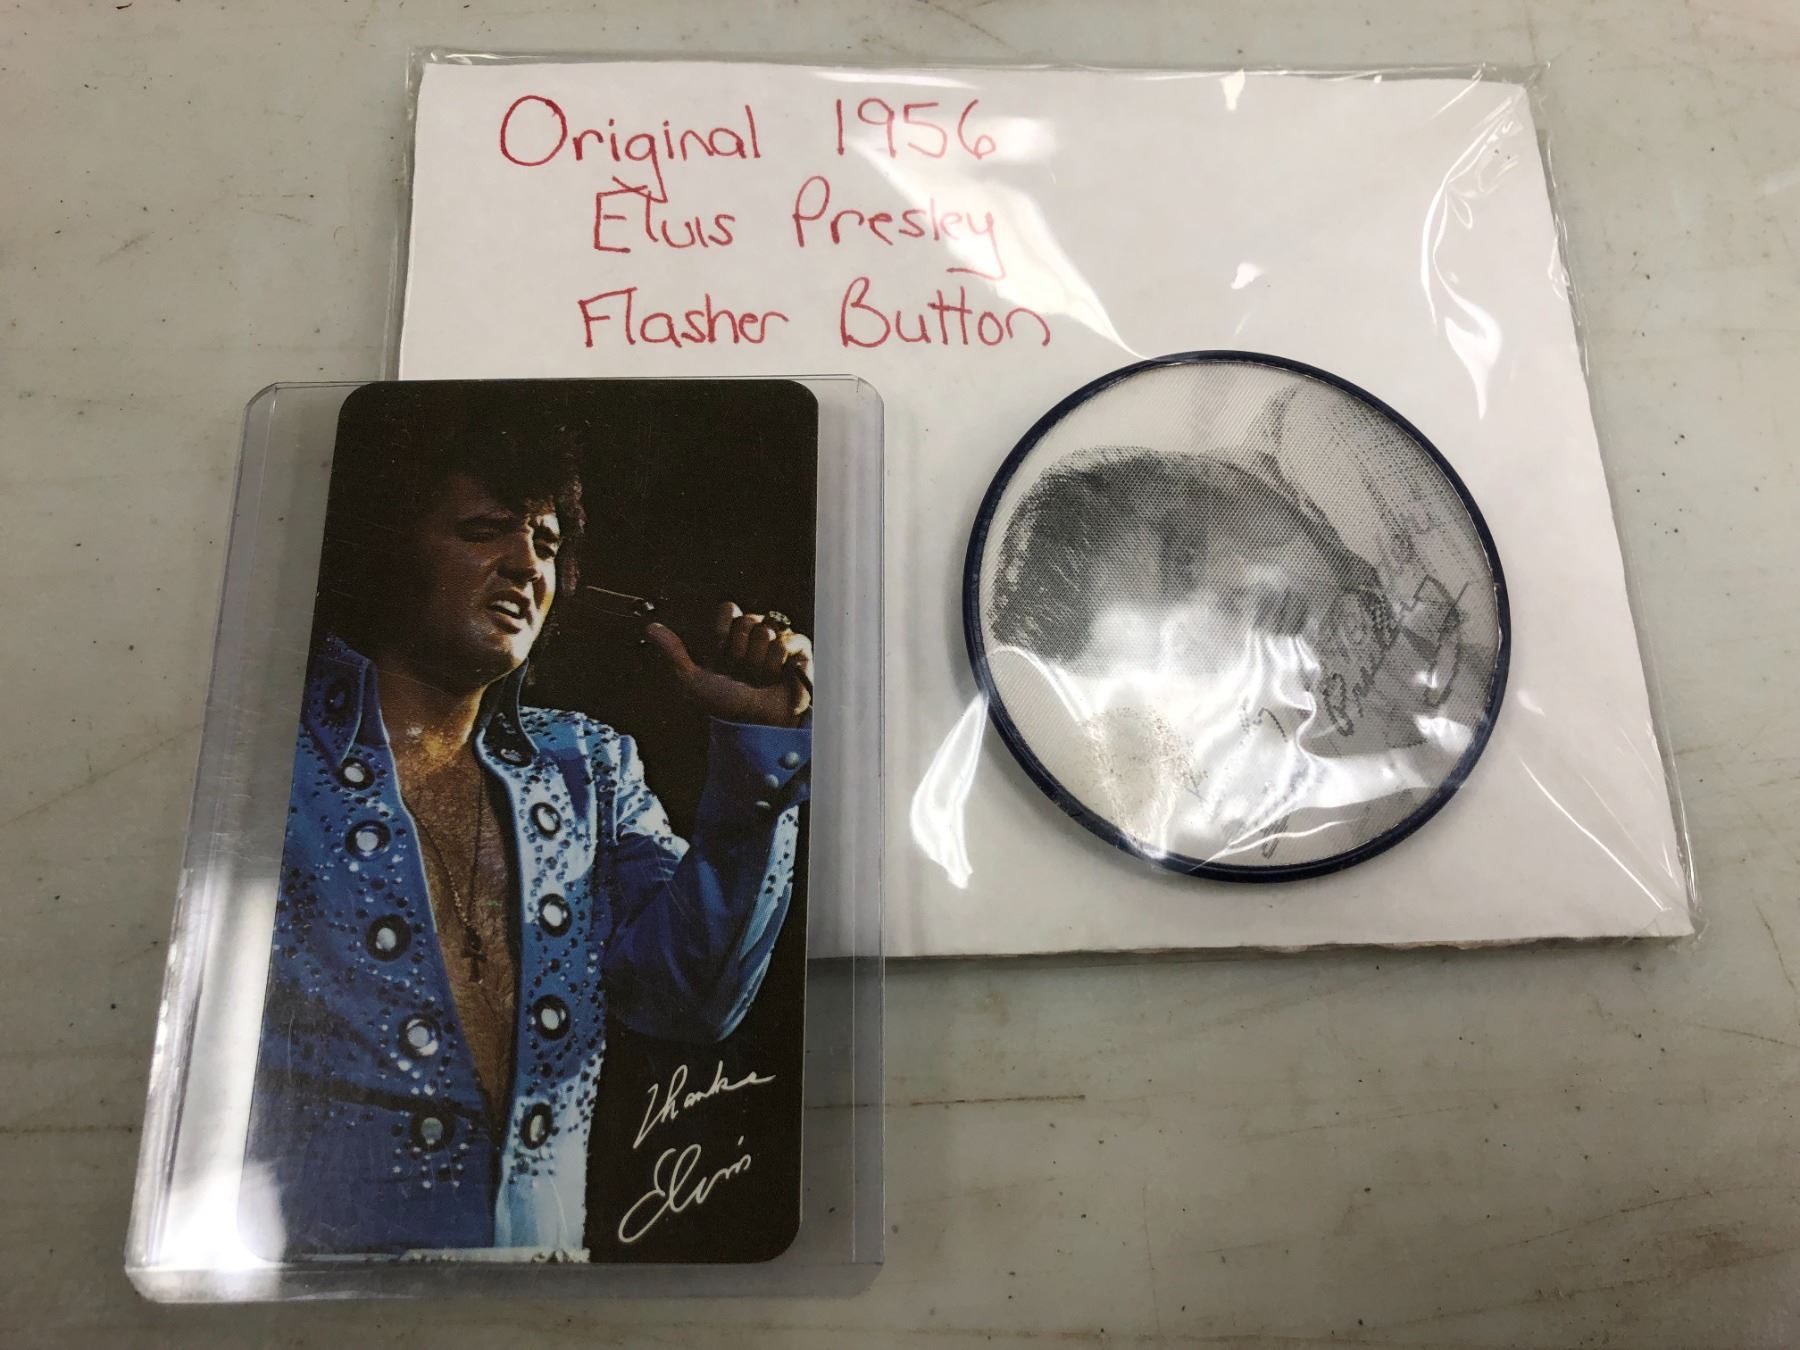 Original 1956
Elvis Presley
Flasher Button
Thanks
Elvis